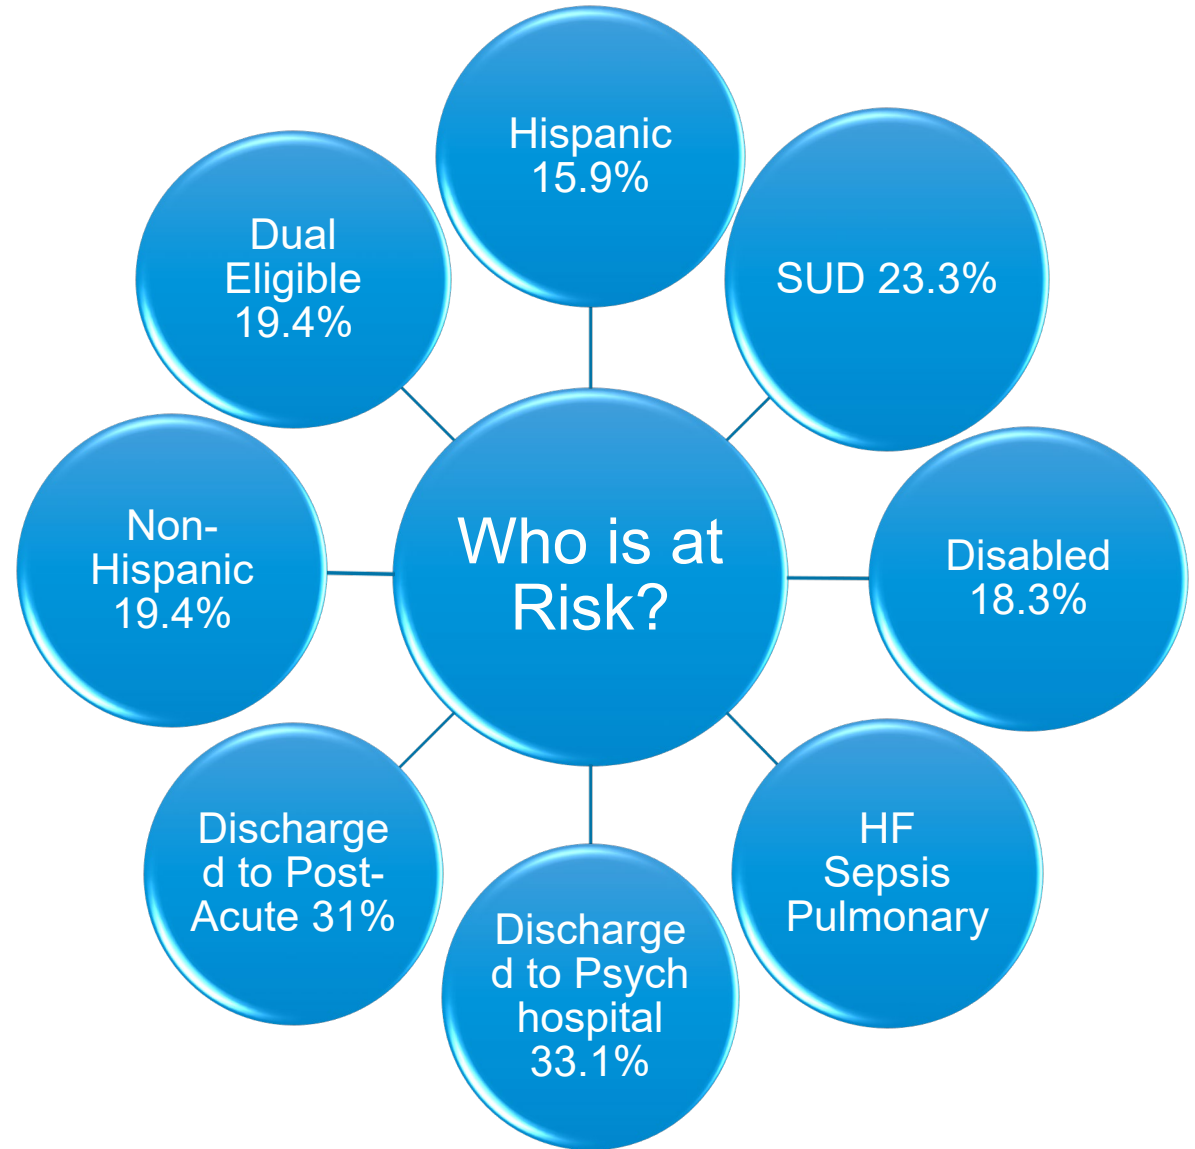 Who is at
Risk?
Hispanic
15.9%
SUD 23.3%
Disabled
18.3%
HF
Sepsis
Pulmonary
Discharge
d to Psych
hospital
33.1%
Discharge
d to Post-
Acute 31%
Non-
Hispanic
19.4%
Dual
Eligible
19.4%